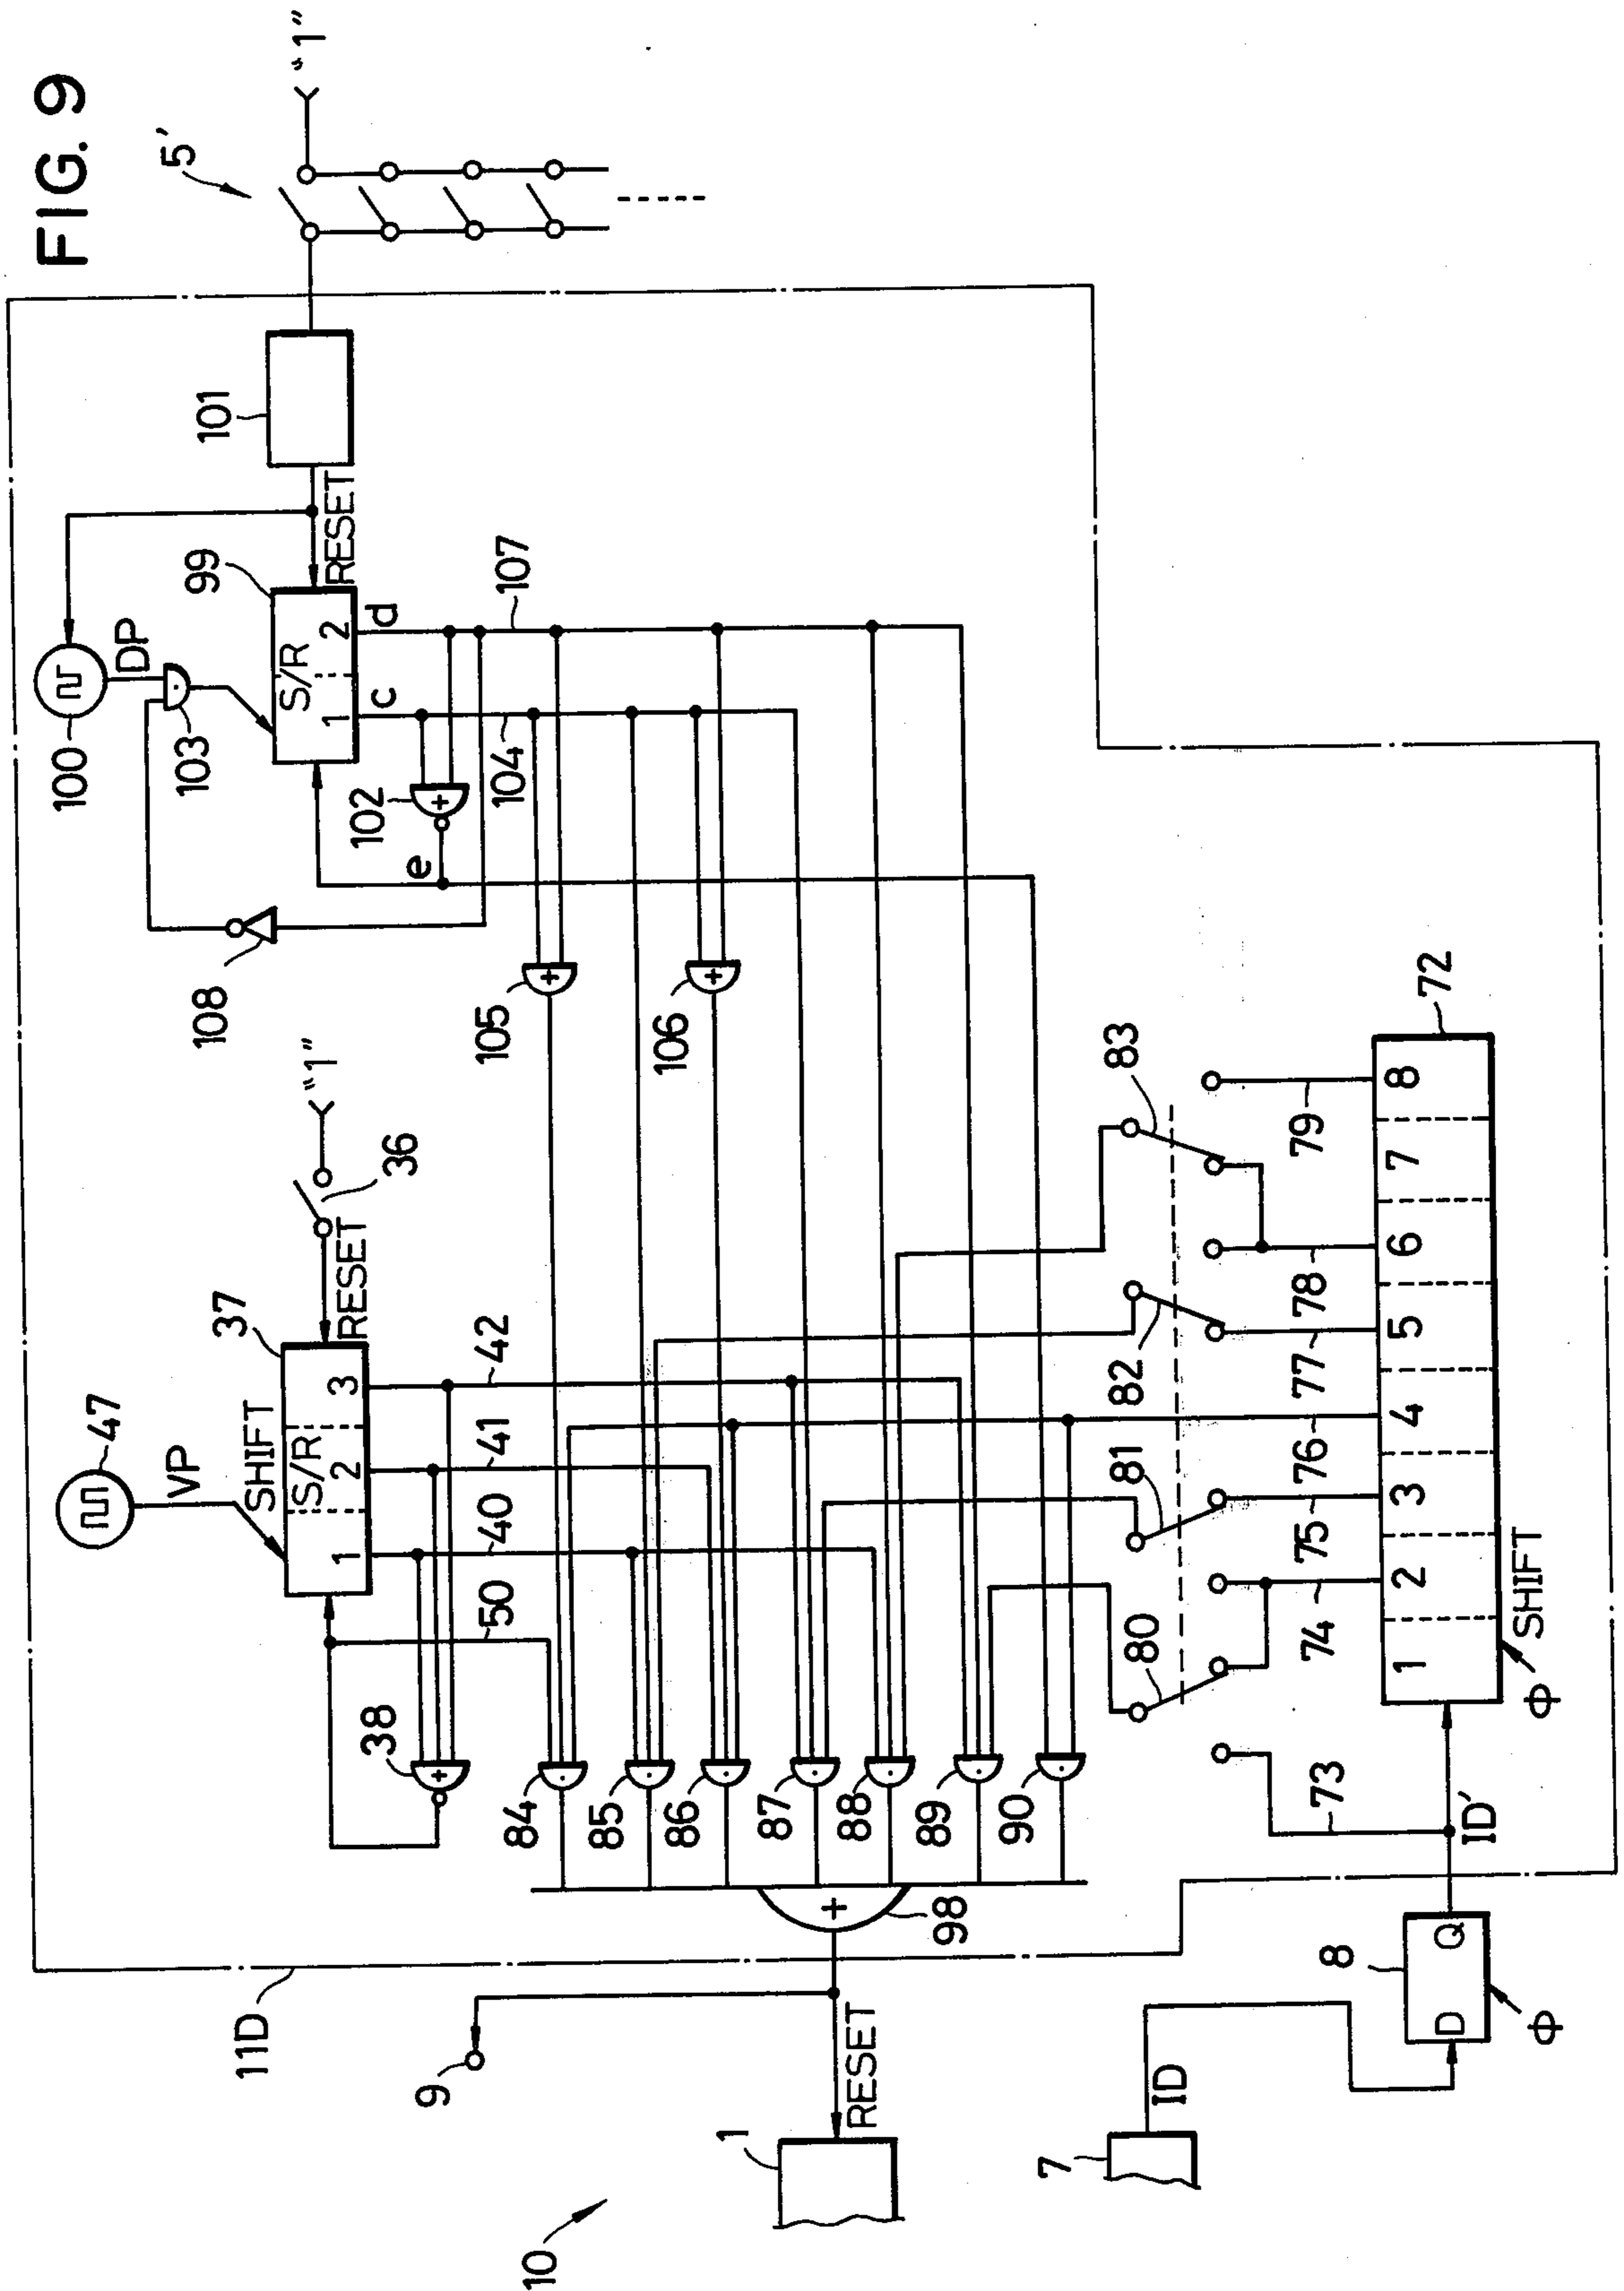 FIG. 9
5′
“1”
101
RESET
99
100
DP
103
S/R
1 2
c
d
107
102
104
e
108
105
106
“1”
36
RESET
37
47
VP
SHIFT
S/R
1 2 3
42
41
40
50
38
84
85
86
87
88
89
90
98
83
82
81
80
79
78
77
76
75
74
73
72
1 2 3 4 5 6 7 8
SHIFT
Φ
ID′
8
D Q
Φ
11D
9
RESET
1
ID
7
10